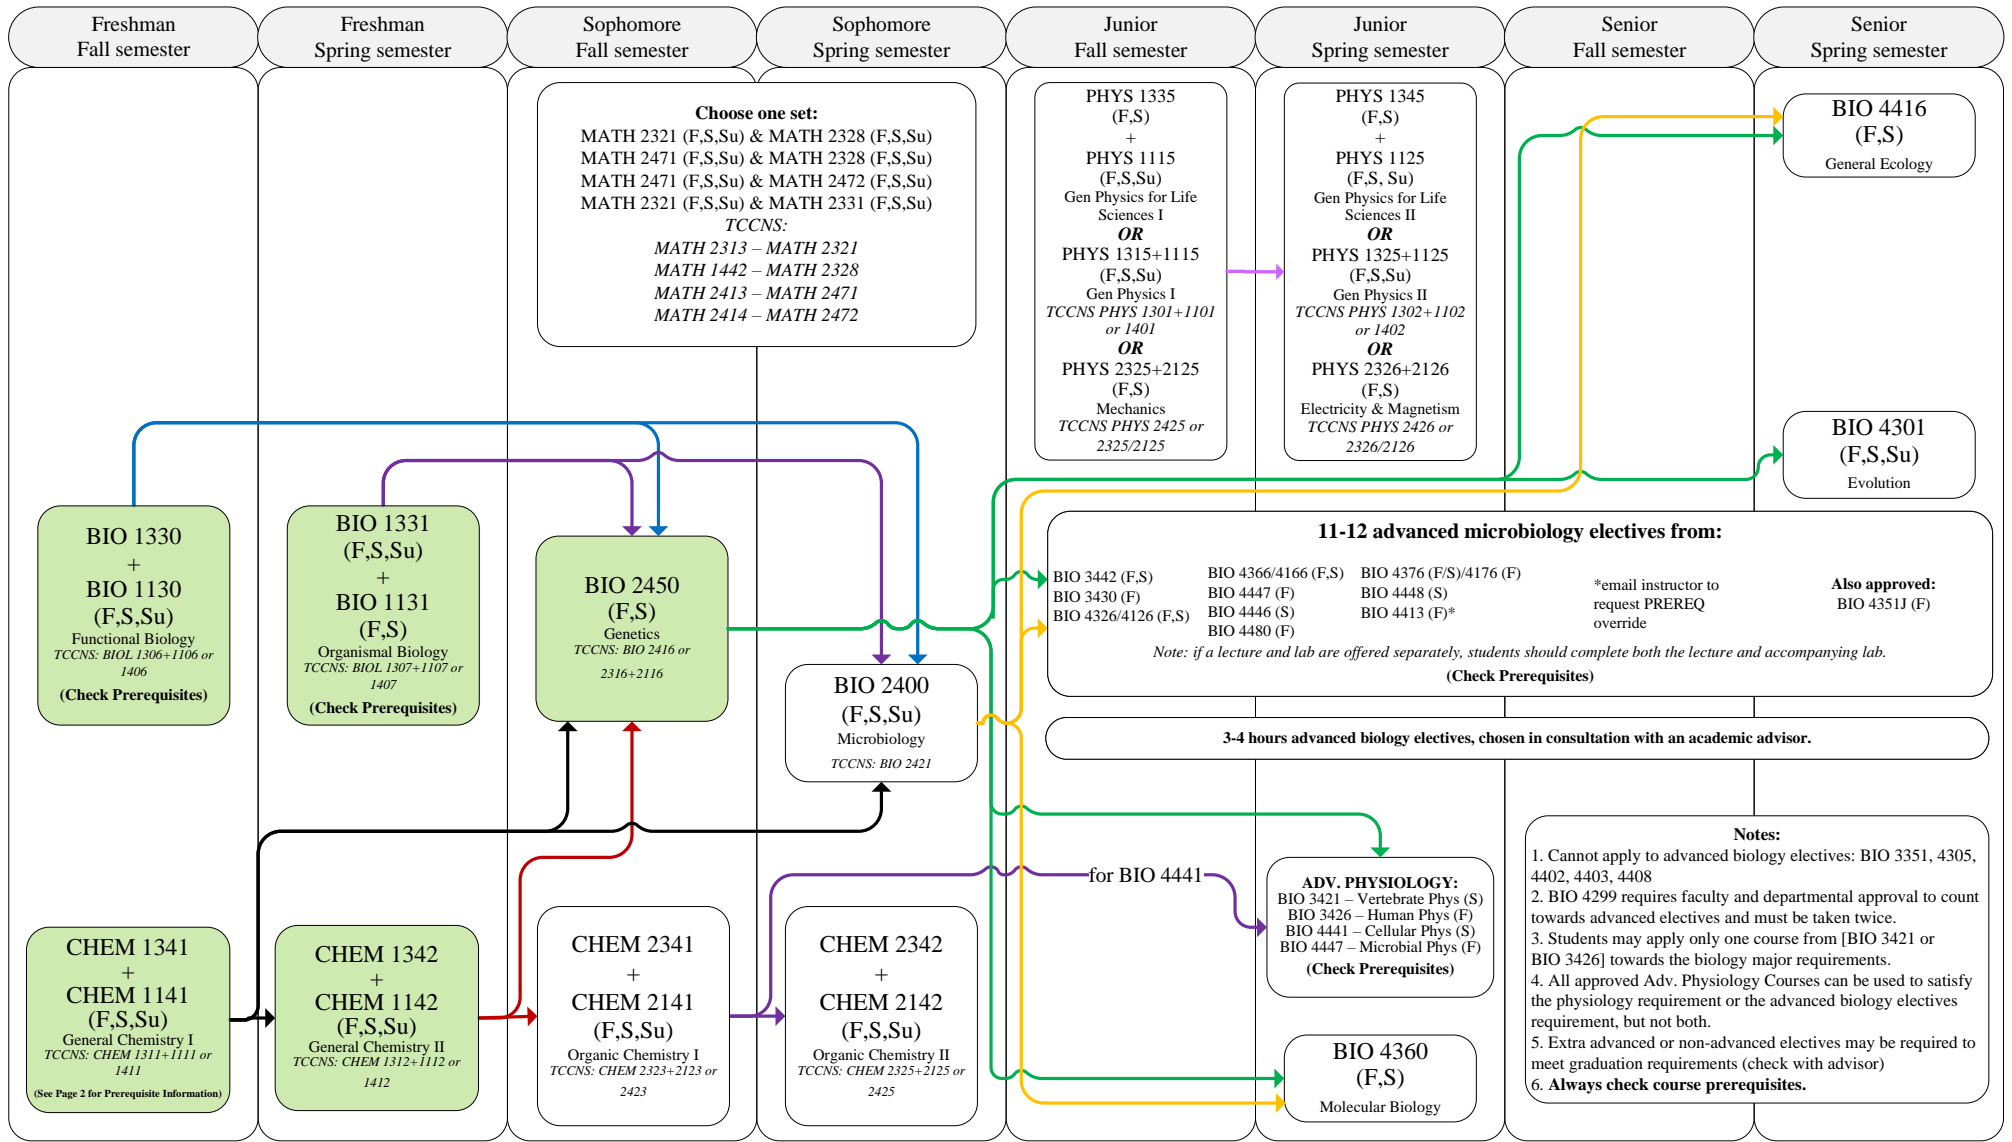 Freshman
Fall semester
Freshman
Spring semester
Sophomore
Fall semester
Sophomore
Spring semester
Junior
Fall semester
Junior
Spring semester
Senior
Fall semester
Senior
Spring semester
Choose one set:
MATH 2321 (F,S,Su) & MATH 2328 (F,S,Su)
MATH 2471 (F,S,Su) & MATH 2328 (F,S,Su)
MATH 2471 (F,S,Su) & MATH 2472 (F,S,Su)
MATH 2321 (F,S,Su) & MATH 2331 (F,S,Su)
TCCNS:
MATH 2313 – MATH 2321
MATH 1442 – MATH 2328
MATH 2413 – MATH 2471
MATH 2414 – MATH 2472
PHYS 1335
(F,S)
+
PHYS 1115
(F,S,Su)
Gen Physics for Life
Sciences I
OR
PHYS 1315+1115
(F,S,Su)
Gen Physics I
TCCNS PHYS 1301+1101
or 1401
OR
PHYS 2325+2125
(F,S)
Mechanics
TCCNS PHYS 2425 or
2325/2125
PHYS 1345
(F,S)
+
PHYS 1125
(F,S, Su)
Gen Physics for Life
Sciences II
OR
PHYS 1325+1125
(F,S,Su)
Gen Physics II
TCCNS PHYS 1302+1102
or 1402
OR
PHYS 2326+2126
(F,S)
Electricity & Magnetism
TCCNS PHYS 2426 or
2326/2126
BIO 4416
(F,S)
General Ecology
BIO 4301
(F,S,Su)
Evolution
BIO 1330
+
BIO 1130
(F,S,Su)
Functional Biology
TCCNS: BIOL 1306+1106 or
1406
(Check Prerequisites)
BIO 1331
(F,S,Su)
+
BIO 1131
(F,S)
Organismal Biology
TCCNS: BIOL 1307+1107 or
1407
(Check Prerequisites)
BIO 2450
(F,S)
Genetics
TCCNS: BIO 2416 or
2316+2116
BIO 2400
(F,S,Su)
Microbiology
TCCNS: BIO 2421
11-12 advanced microbiology electives from:
BIO 3442 (F,S)
BIO 3430 (F)
BIO 4326/4126 (F,S)
BIO 4366/4166 (F,S)
BIO 4447 (F)
BIO 4446 (S)
BIO 4480 (F)
BIO 4376 (F/S)/4176 (F)
BIO 4448 (S)
BIO 4413 (F)*
*email instructor to
request PREREQ
override
Also approved:
BIO 4351J (F)
Note: if a lecture and lab are offered separately, students should complete both the lecture and accompanying lab.
(Check Prerequisites)
3-4 hours advanced biology electives, chosen in consultation with an academic advisor.
CHEM 1341
+
CHEM 1141
(F,S,Su)
General Chemistry I
TCCNS: CHEM 1311+1111 or
1411
(See Page 2 for Prerequisite Information)
CHEM 1342
+
CHEM 1142
(F,S,Su)
General Chemistry II
TCCNS: CHEM 1312+1112 or
1412
CHEM 2341
+
CHEM 2141
(F,S,Su)
Organic Chemistry I
TCCNS: CHEM 2323+2123 or
2423
CHEM 2342
+
CHEM 2142
(F,S,Su)
Organic Chemistry II
TCCNS: CHEM 2325+2125 or
2425
for BIO 4441
ADV. PHYSIOLOGY:
BIO 3421 – Vertebrate Phys (S)
BIO 3426 – Human Phys (F)
BIO 4441 – Cellular Phys (S)
BIO 4447 – Microbial Phys (F)
(Check Prerequisites)
BIO 4360
(F,S)
Molecular Biology
Notes:
1. Cannot apply to advanced biology electives: BIO 3351, 4305,
4402, 4403, 4408
2. BIO 4299 requires faculty and departmental approval to count
towards advanced electives and must be taken twice.
3. Students may apply only one course from [BIO 3421 or
BIO 3426] towards the biology major requirements.
4. All approved Adv. Physiology Courses can be used to satisfy
the physiology requirement or the advanced biology electives
requirement, but not both.
5. Extra advanced or non-advanced electives may be required to
meet graduation requirements (check with advisor)
6. Always check course prerequisites.